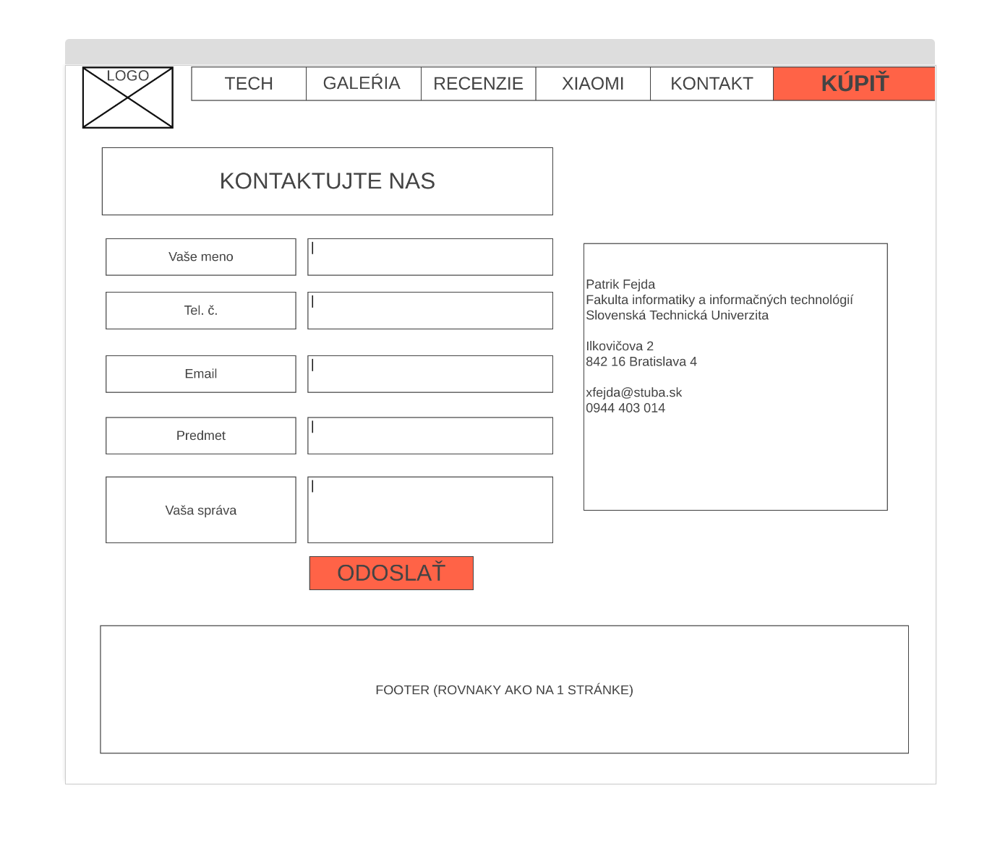 LOGO
TECH
GALEŔIA
RECENZIE
XIAOMI
KONTAKT
KÚPIŤ
KONTAKTUJTE NAS
Vaše meno
Tel. č.
Email
Predmet
Vaša správa
ODOSLAŤ
Patrik Fejda
Fakulta informatiky a informačných technológií
Slovenská Technická Univerzita
Ilkovičova 2
842 16 Bratislava 4
xfejda@stuba.sk
0944 403 014
FOOTER (ROVNAKY AKO NA 1 STRÁNKE)